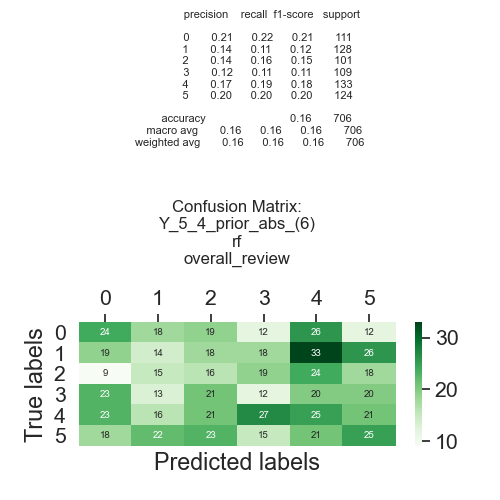 precision recall f1-score support
0 0.21 0.22 0.21 111
1 0.14 0.11 0.12 128
2 0.14 0.16 0.15 101
3 0.12 0.11 0.11 109
4 0.17 0.19 0.18 133
5 0.20 0.20 0.20 124
accuracy 0.16 706
macro avg 0.16 0.16 0.16 706
weighted avg 0.16 0.16 0.16 706
Confusion Matrix:
Y_5_4_prior_abs_(6)
rf
overall_review
0 1 2 3 4 5
0 24 18 19 12 26 12
1 19 14 18 18 33 26
2 9 15 16 19 24 18
3 23 13 21 12 20 20
4 23 16 21 27 25 21
5 18 22 23 15 21 25
True labels
Predicted labels
30
20
10